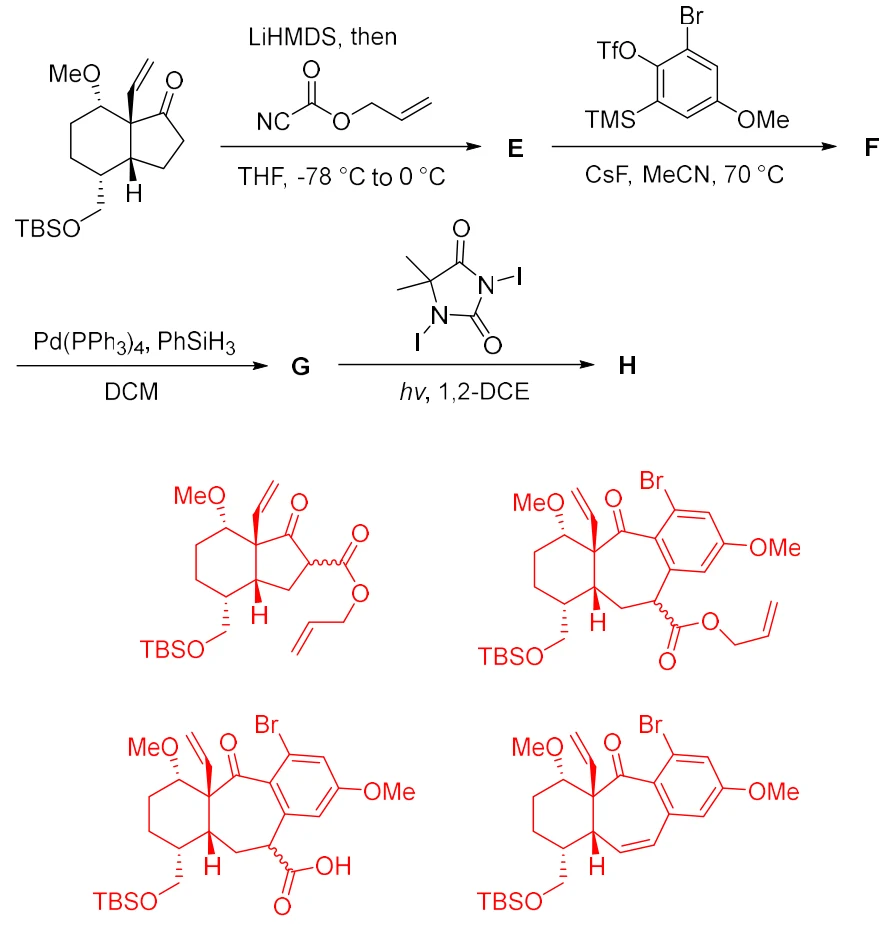 LiHMDS, then
MeO
O
H
TBSO
O
NC
O
THF, -78 °C to 0 °C
E
Br
TfO
TMS
OMe
CsF, MeCN, 70 °C
F
Pd(PPh3)4, PhSiH3
DCM
G
O
N
I
N
I
O
hv, 1,2-DCE
H
MeO
O
O
O
H
TBSO
MeO
O
Br
OMe
H
TBSO
O
O
MeO
O
Br
OMe
H
OH
O
TBSO
MeO
O
Br
OMe
H
TBSO